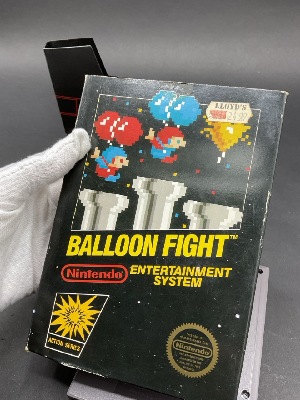 LLOYD'S
BALLOON FIGHT™
Nintendo®
ENTERTAINMENT
SYSTEM
ACTION SERIES
Nintendo